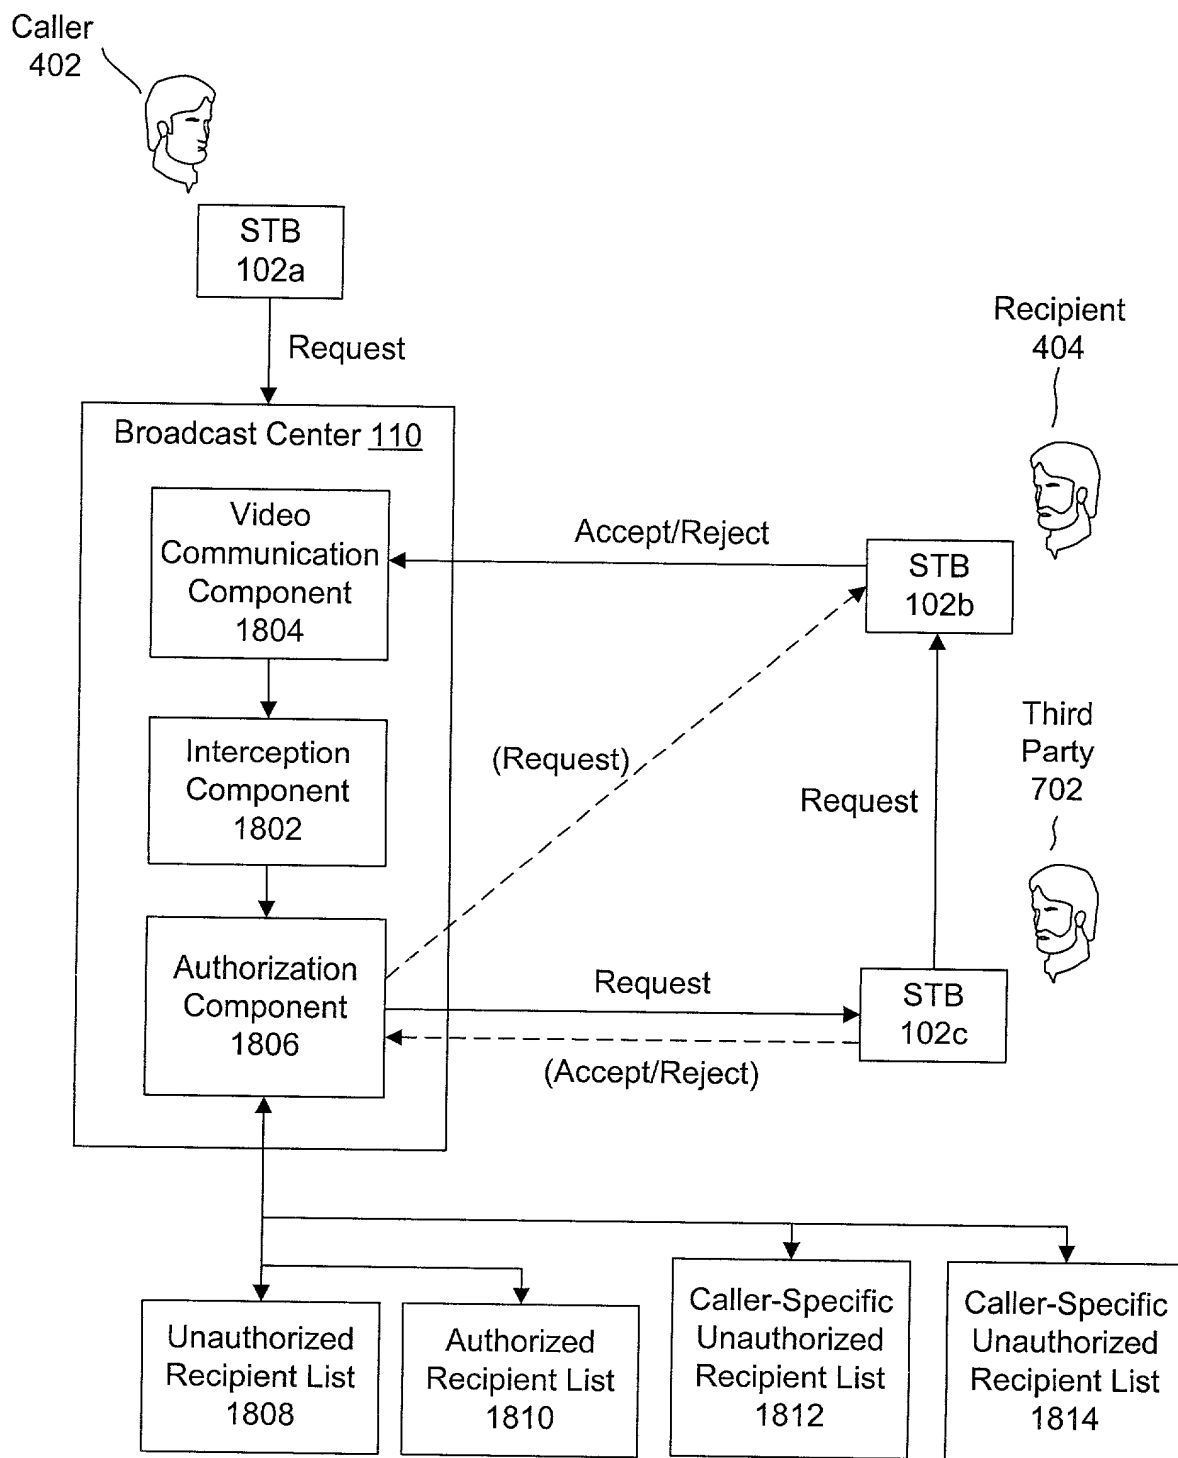 Caller
402
STB
102a
Request
Recipient
404
Broadcast Center 110
Video
Communication
Component
1804
Accept/Reject
STB
102b
Interception
Component
1802
(Request)
Third
Party
702
Request
Authorization
Component
1806
Request
STB
102c
(Accept/Reject)
Unauthorized
Recipient List
1808
Authorized
Recipient List
1810
Caller-Specific
Unauthorized
Recipient List
1812
Caller-Specific
Unauthorized
Recipient List
1814